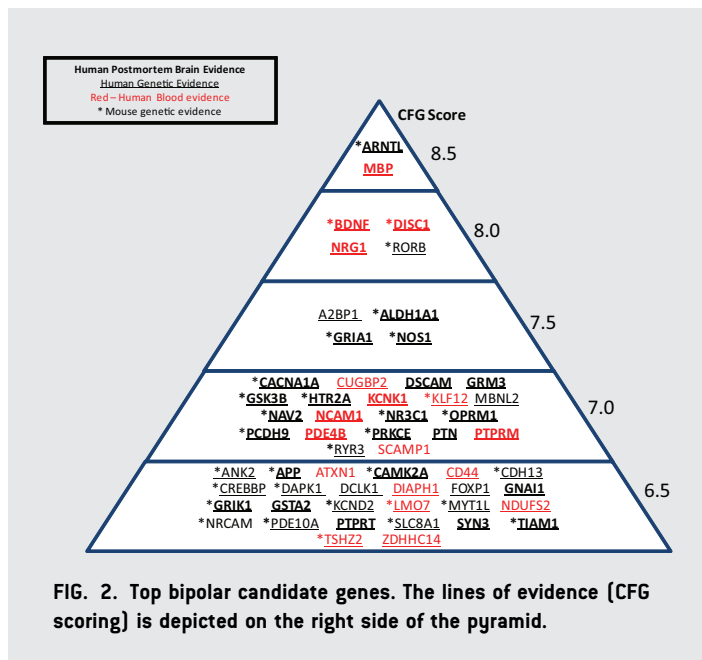 Human Postmortem Brain Evidence
Human Genetic Evidence
Red – Human Blood evidence
* Mouse genetic evidence
CFG Score
*ARNTL
MBP
8.5
*BDNF *DISC1
NRG1 *RORB
8.0
A2BP1 *ALDH1A1
*GRIA1 *NOS1
7.5
*CACNA1A CUGBP2 DSCAM GRM3
*GSK3B *HTR2A KCNK1 *KLF12 MBNL2
*NAV2 NCAM1 *NR3C1 *OPRM1
*PCDH9 PDE4B *PRKCE PTN PTPRM
*RYR3 SCAMP1
7.0
*ANK2 *APP ATXN1 *CAMK2A CD44 *CDH13
*CREBBP *DAPK1 DCLK1 DIAPH1 FOXP1 GNAI1
*GRIK1 GSTA2 *KCND2 *LMO7 *MYT1L NDUFS2
*NRCAM *PDE10A PTPRT *SLC8A1 SYN3 *TIAM1
*TSHZ2 ZDHHC14
6.5
FIG. 2. Top bipolar candidate genes. The lines of evidence (CFG
scoring) is depicted on the right side of the pyramid.